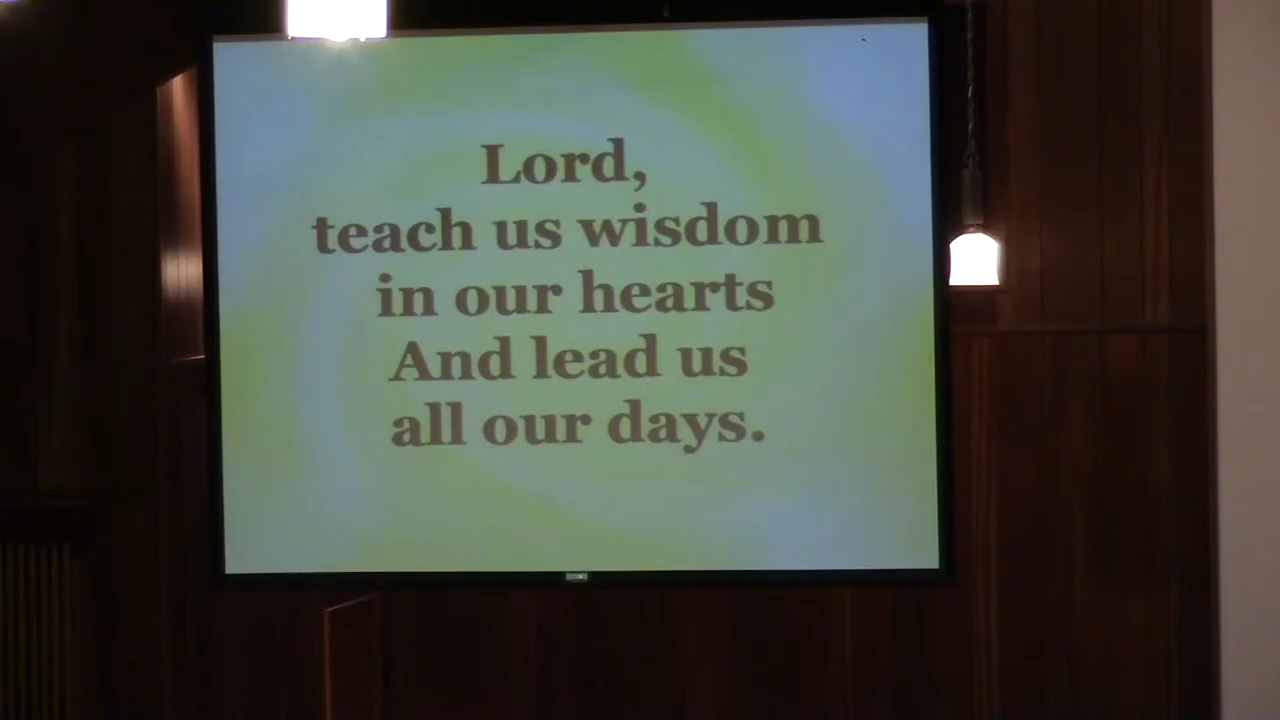 Lord,
teach us wisdom
in our hearts
And lead us
all our days.